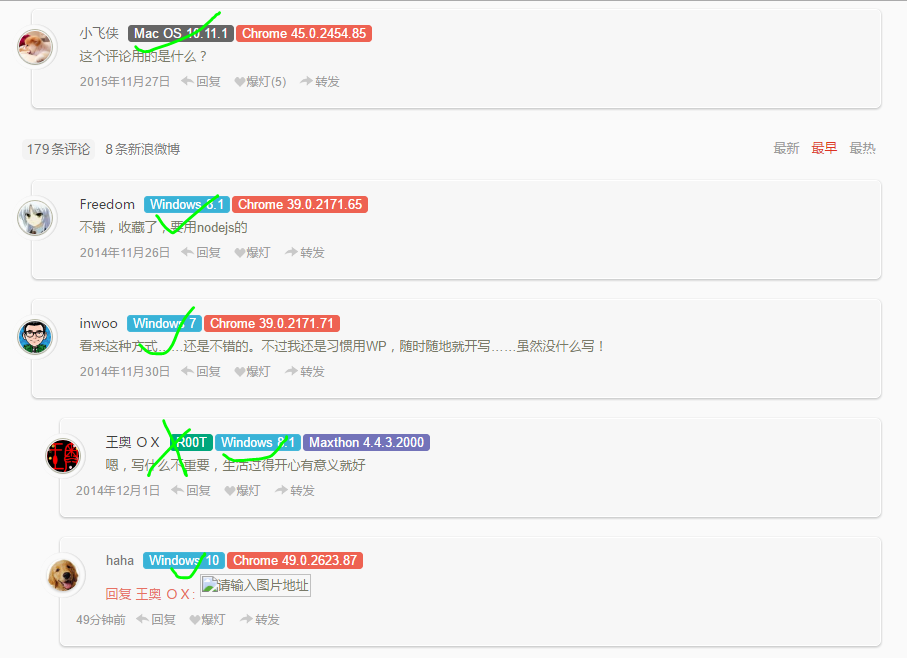 小飞侠 Mac OS 10.11.1 Chrome 45.0.2454.85
这个评论用的是什么？
2015年11月27日 回复 爆灯(5) 转发
179条评论 8条新浪微博 最新 最早 最热
Freedom Windows 8.1 Chrome 39.0.2171.65
不错，收藏了，要用nodejs的
2014年11月26日 回复 爆灯 转发
inwoo Windows 7 Chrome 39.0.2171.71
看来这种方式……还是不错的。不过我还是习惯用WP，随时随地就开写……虽然没什么写！
2014年11月30日 回复 爆灯 转发
王奥 O X R00T Windows 8.1 Maxthon 4.4.3.2000
嗯，写什么不重要，生活过得开心有意义就好
2014年12月1日 回复 爆灯 转发
haha Windows 10 Chrome 49.0.2623.87
回复 王奥 O X: 请输入图片地址
49分钟前 回复 爆灯 转发